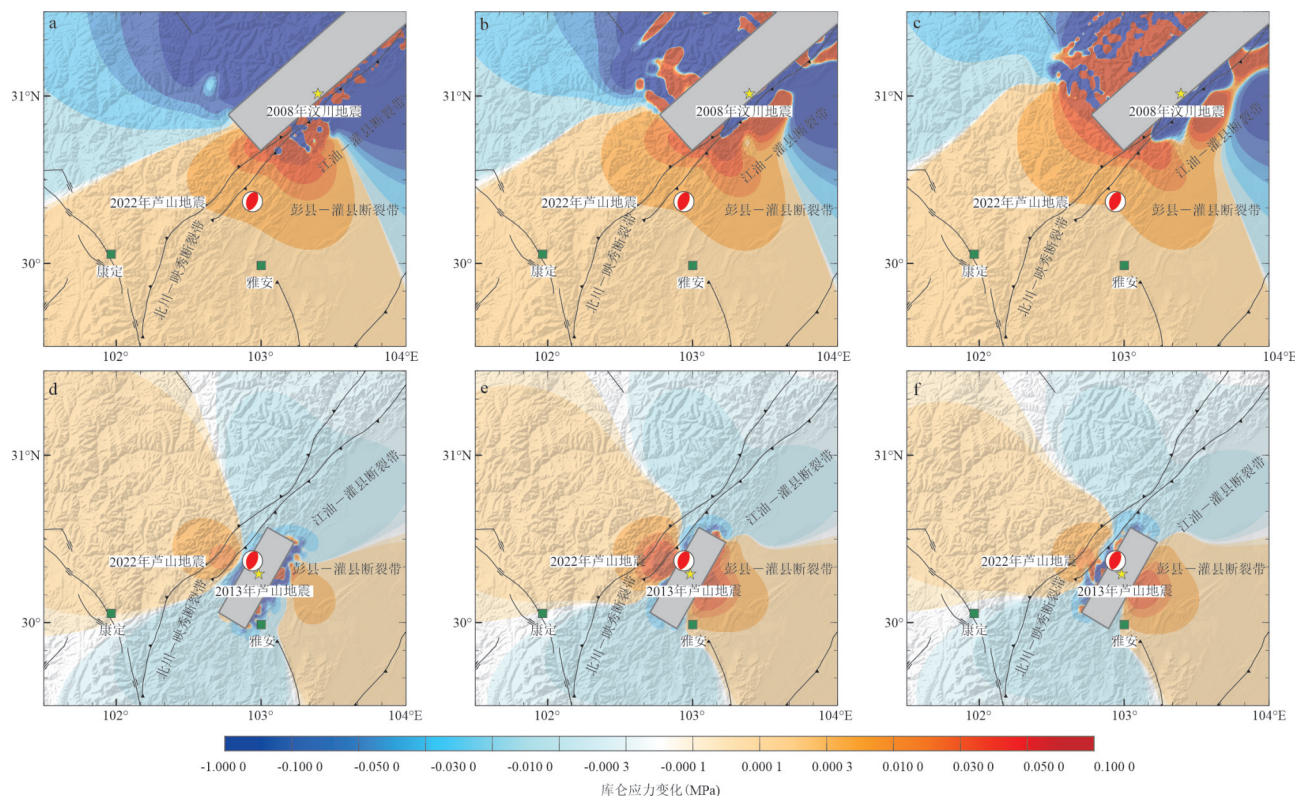 a
b
c
31°N
2008年汶川地震
2008年汶川地震
2008年汶川地震
江油－灌县断裂带
江油－灌县断裂带
江油－灌县断裂带
2022年芦山地震
彭县－灌县断裂带
2022年芦山地震
彭县－灌县断裂带
2022年芦山地震
彭县－灌县断裂带
北川－映秀断裂带
北川－映秀断裂带
北川－映秀断裂带
30°
康定
雅安
康定
雅安
康定
雅安
102°
103°
104°E
102°
103°
104°E
102°
103°
104°E
d
e
f
31°N
江油－灌县断裂带
江油－灌县断裂带
江油－灌县断裂带
2022年芦山地震
彭县－灌县断裂带
2022年芦山地震
彭县－灌县断裂带
2022年芦山地震
彭县－灌县断裂带
2013年芦山地震
2013年芦山地震
2013年芦山地震
北川－映秀断裂带
北川－映秀断裂带
北川－映秀断裂带
30°
康定
雅安
康定
雅安
康定
雅安
102°
103°
104°E
102°
103°
104°E
102°
103°
104°E
-1.000 0
-0.100 0
-0.050 0
-0.030 0
-0.010 0
-0.000 3
-0.000 1
0.000 1
0.000 3
0.010 0
0.030 0
0.050 0
0.100 0
库仑应力变化(MPa)